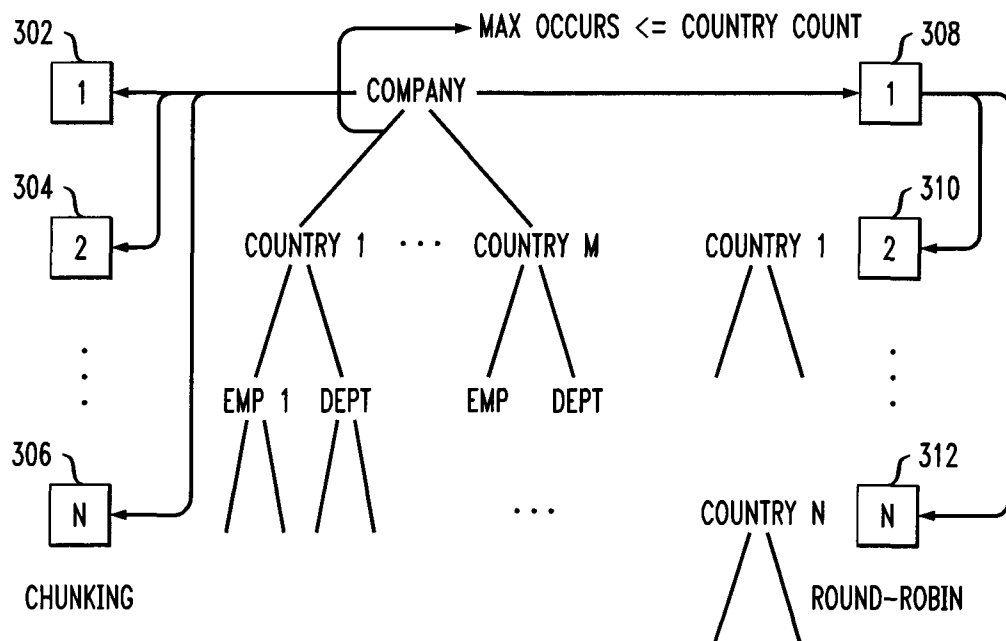 302
MAX OCCURS <= COUNTRY COUNT
308
1
COMPANY
1
304
310
2
COUNTRY 1 ... COUNTRY M
COUNTRY 1
2
EMP 1 DEPT
EMP DEPT
306
312
N
...
COUNTRY N
N
CHUNKING
ROUND-ROBIN